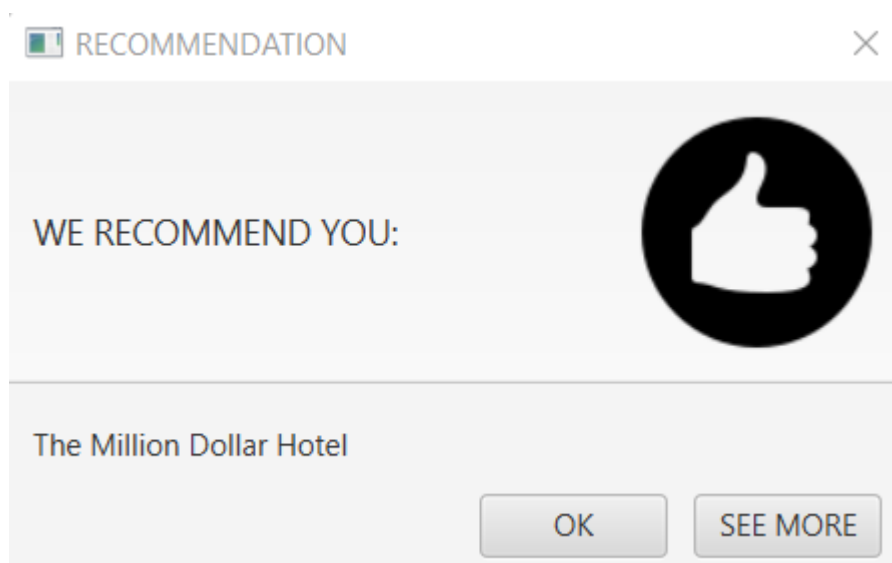 RECOMMENDATION
WE RECOMMEND YOU:
The Million Dollar Hotel
OK
SEE MORE